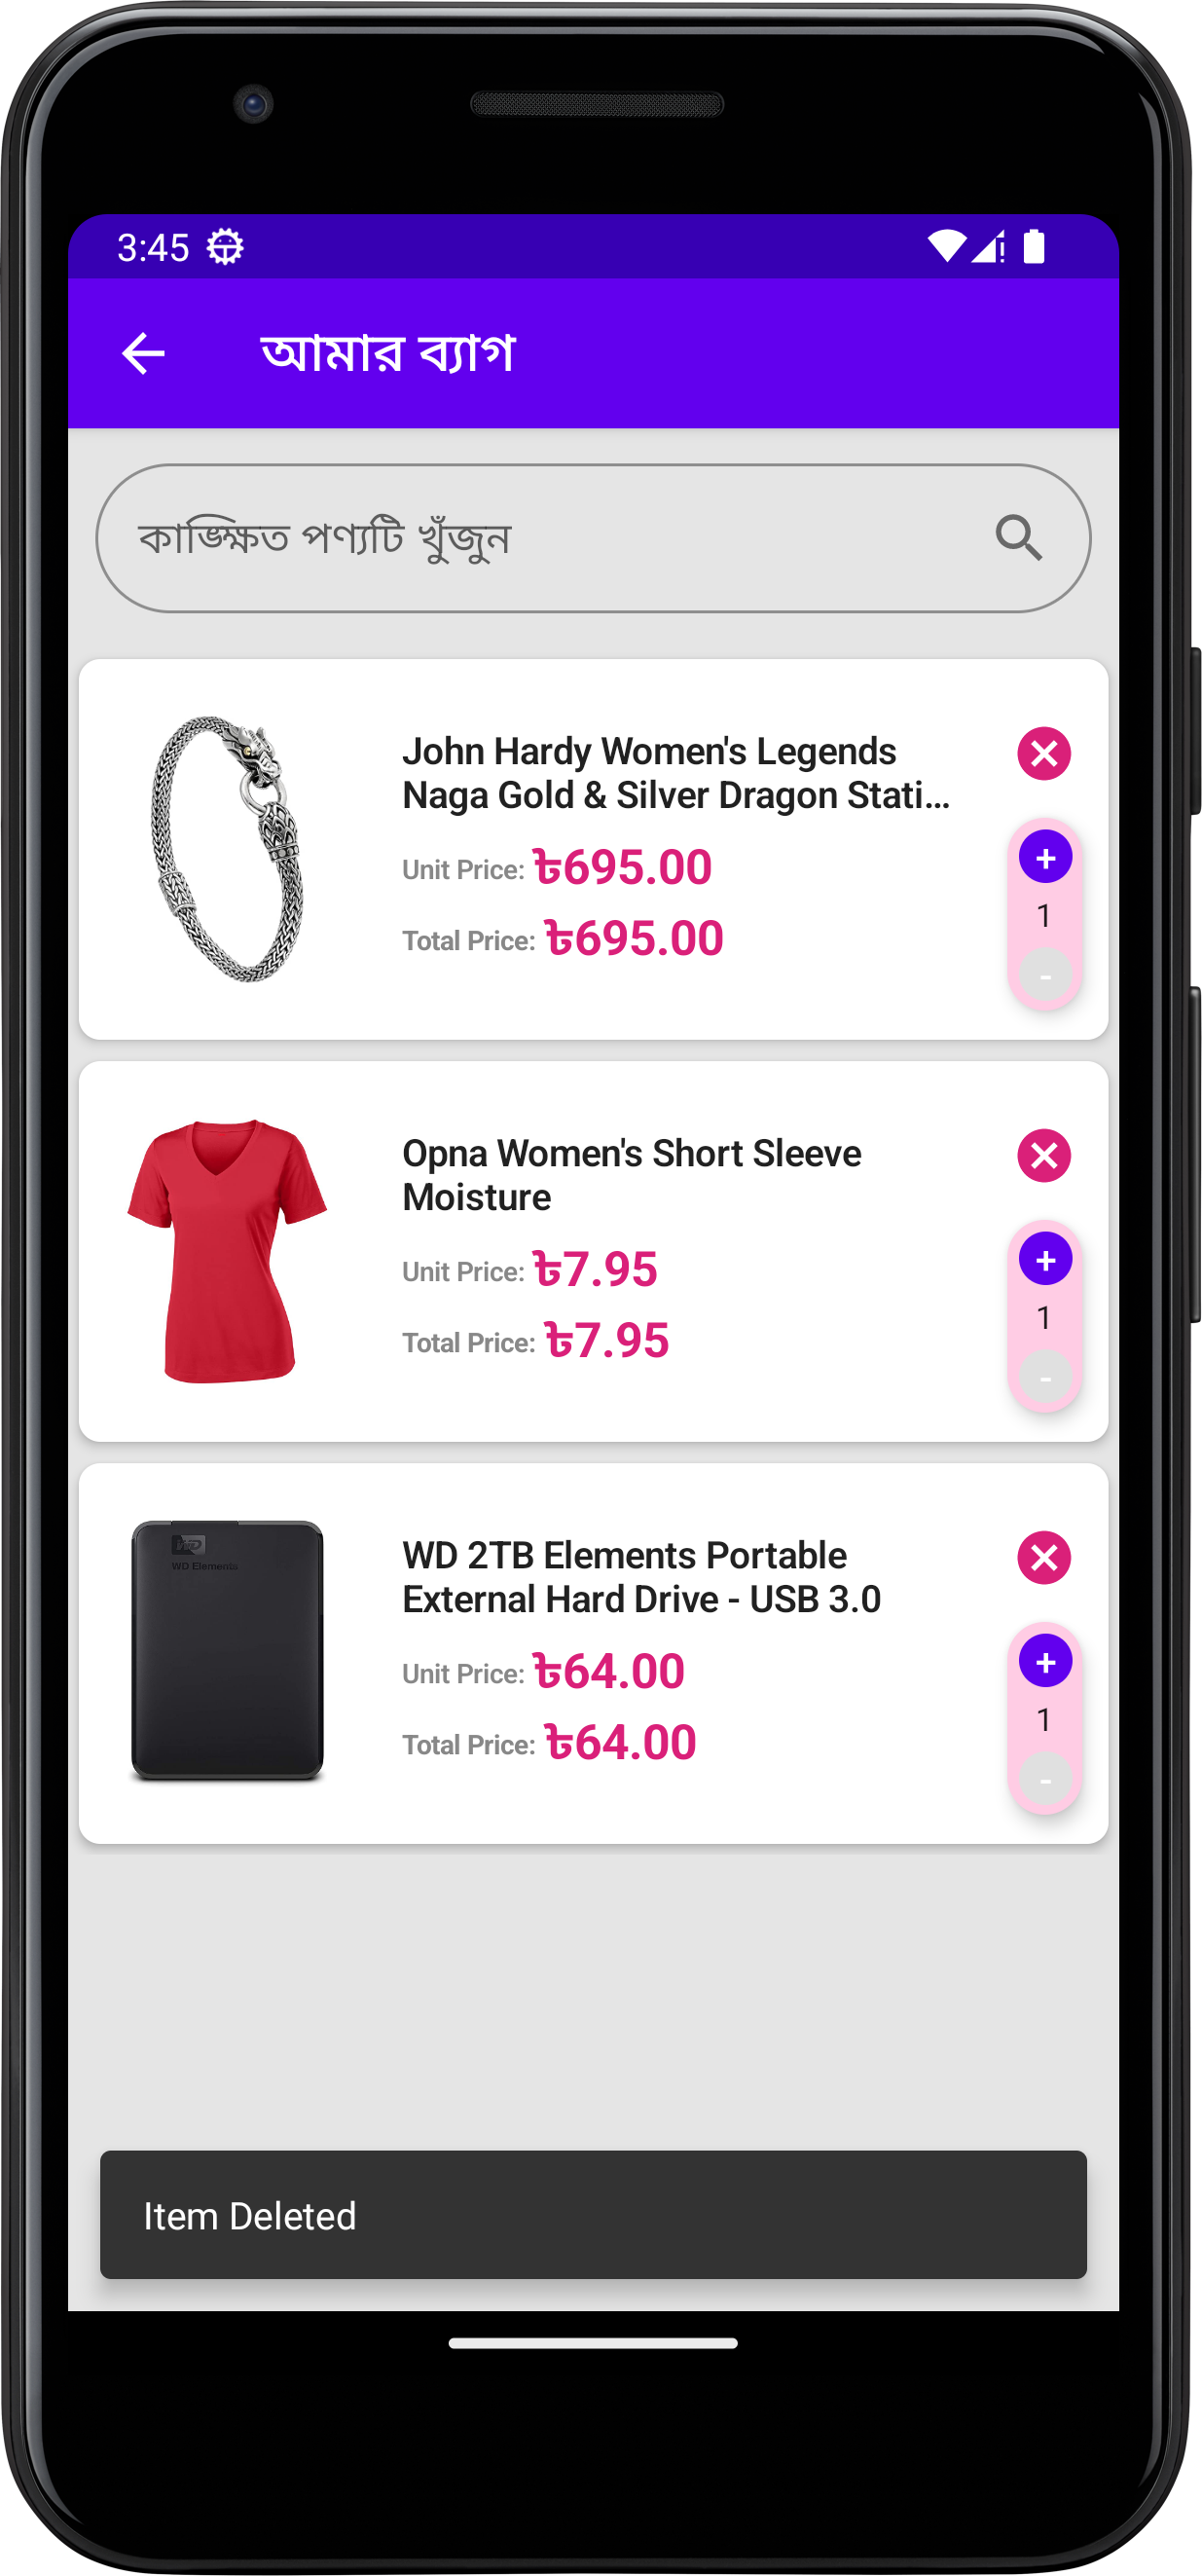 3:45
আমার ব্যাগ
কাঙ্ক্ষিত পণ্যটি খুঁজুন
John Hardy Women's Legends
Naga Gold & Silver Dragon Stati...
Unit Price: ৳695.00
Total Price: ৳695.00
+
1
-
Opna Women's Short Sleeve
Moisture
Unit Price: ৳7.95
Total Price: ৳7.95
+
1
-
WD
WD Elements
WD 2TB Elements Portable
External Hard Drive - USB 3.0
Unit Price: ৳64.00
Total Price: ৳64.00
+
1
-
Item Deleted